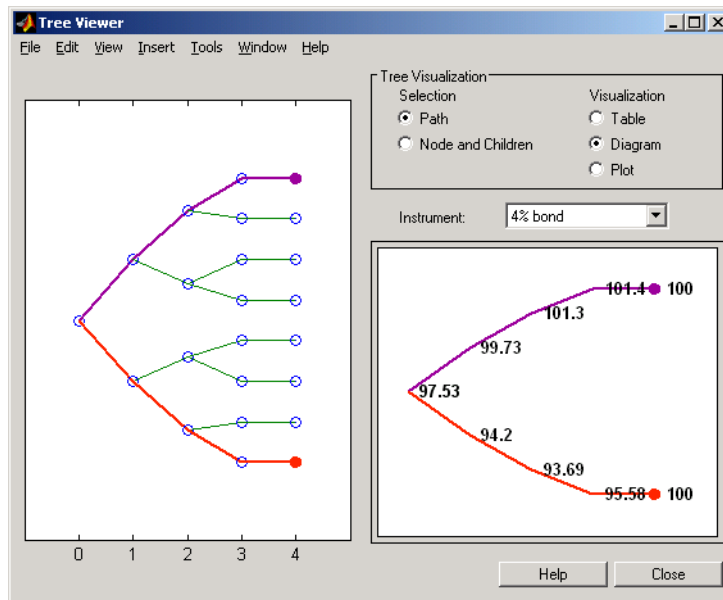 Tree Viewer
File Edit View Insert Tools Window Help
Tree Visualization
Selection
Path
Node and Children
Visualization
Table
Diagram
Plot
Instrument: 4% bond
101.4 100
101.3
99.73
97.53
94.2
93.69
95.58 100
0 1 2 3 4
Help Close